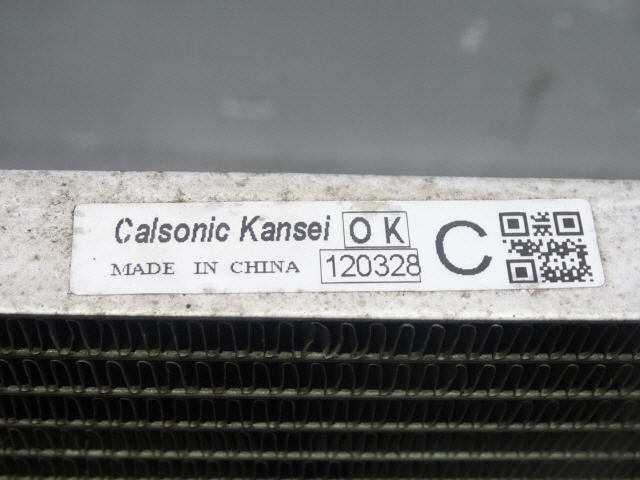 Calsonic Kansei OK C
MADE IN CHINA 120328